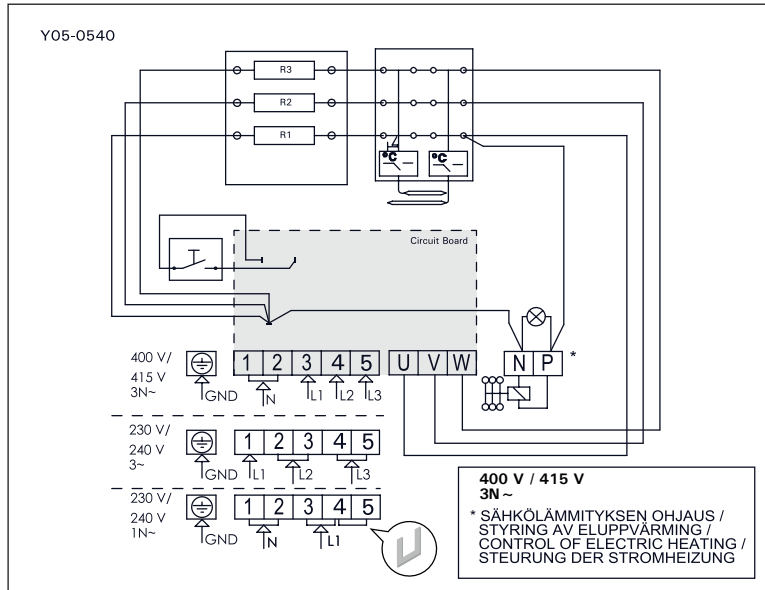 Y05-0540
R3
R2
R1
°C °C
Circuit Board
400 V/
415 V
3N~
GND
1 2 3 4 5
N L1 L2 L3
U V W
N P *
230 V/
240 V
3~
GND
1 2 3 4 5
L1 L2 L3
230 V/
240 V
1N~
GND
1 2 3 4 5
N L1
400 V / 415 V
3N~
* SÄHKÖLÄMMITYKSEN OHJAUS /
STYRING AV ELUPPVÄRMING /
CONTROL OF ELECTRIC HEATING /
STEURUNG DER STROMHEIZUNG